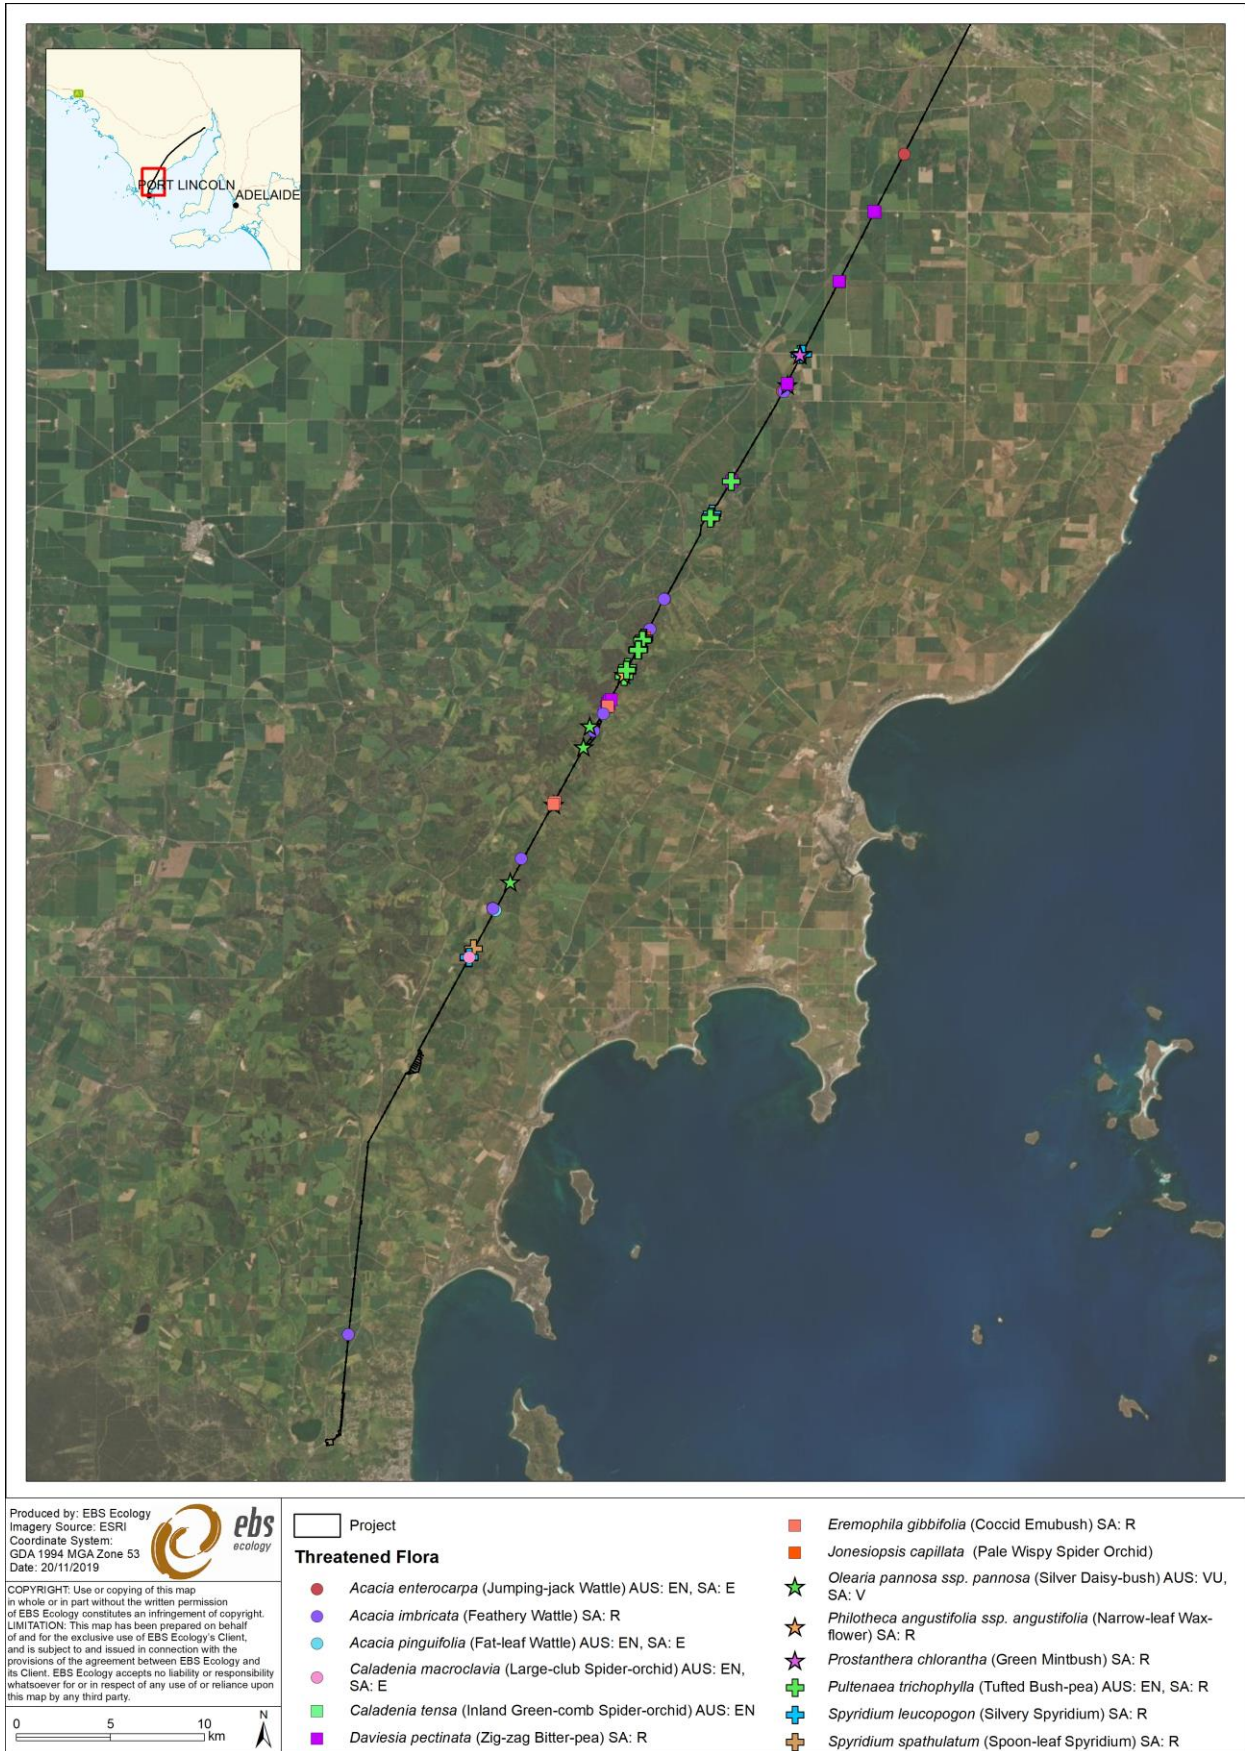 A1
PORT LINCOLN
ADELAIDE
Produced by: EBS Ecology
Imagery Source: ESRI
Coordinate System:
GDA 1994 MGA Zone 53
Date: 20/11/2019
ebs
ecology
COPYRIGHT: Use or copying of this map
in whole or in part without the written permission
of EBS Ecology constitutes an infringement of copyright.
LIMITATION: This map has been prepared on behalf
of and for the exclusive use of EBS Ecology's Client,
and is subject to and issued in connection with the
provisions of the agreement between EBS Ecology and
its Client. EBS Ecology accepts no liability or responsibility
whatsoever for or in respect of any use of or reliance upon
this map by any third party.
0 5 10
km
N
Project
Threatened Flora
Acacia enterocarpa (Jumping-jack Wattle) AUS: EN, SA: E
Acacia imbricata (Feathery Wattle) SA: R
Acacia pinguifolia (Fat-leaf Wattle) AUS: EN, SA: E
Caladenia macroclavia (Large-club Spider-orchid) AUS: EN,
SA: E
Caladenia tensa (Inland Green-comb Spider-orchid) AUS: EN
Daviesia pectinata (Zig-zag Bitter-pea) SA: R
Eremophila gibbifolia (Coccid Emubush) SA: R
Jonesiopsis capillata (Pale Wispy Spider Orchid)
Olearia pannosa ssp. pannosa (Silver Daisy-bush) AUS: VU,
SA: V
Philotheca angustifolia ssp. angustifolia (Narrow-leaf Wax-
flower) SA: R
Prostanthera chlorantha (Green Mintbush) SA: R
Pultenaea trichophylla (Tufted Bush-pea) AUS: EN, SA: R
Spyridium leucopogon (Silvery Spyridium) SA: R
Spyridium spathulatum (Spoon-leaf Spyridium) SA: R